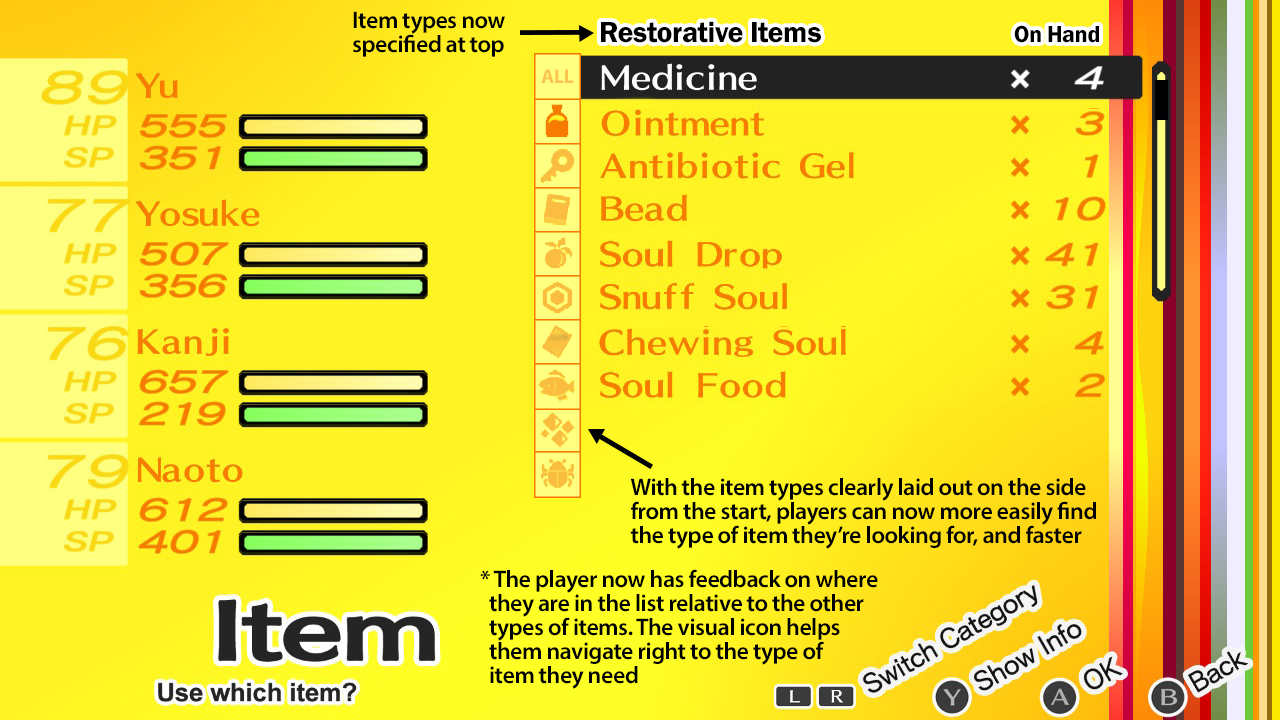 Item types now
specified at top
Restorative Items
On Hand
89 Yu
HP 555
SP 351
77 Yosuke
HP 507
SP 356
76 Kanji
HP 657
SP 219
79 Naoto
HP 612
SP 401
ALL
Medicine × 4
Ointment × 3
Antibiotic Gel × 1
Bead × 10
Soul Drop × 41
Snuff Soul × 31
Chewing Soul × 4
Soul Food × 2
With the item types clearly laid out on the side
from the start, players can now more easily find
the type of item they're looking for, and faster
* The player now has feedback on where
they are in the list relative to the other
types of items. The visual icon helps
them navigate right to the type of
item they need
Item
Use which item?
L R Switch Category
Y Show Info
A OK
B Back